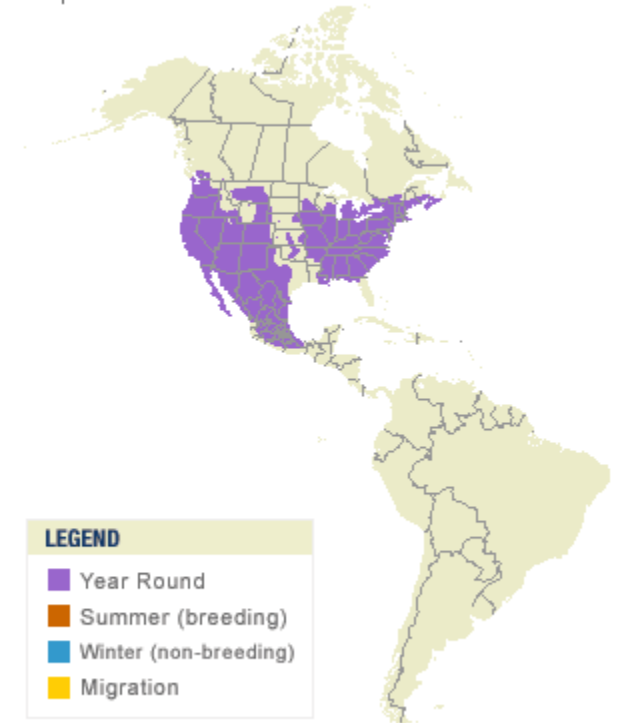 LEGEND
Year Round
Summer (breeding)
Winter (non-breeding)
Migration